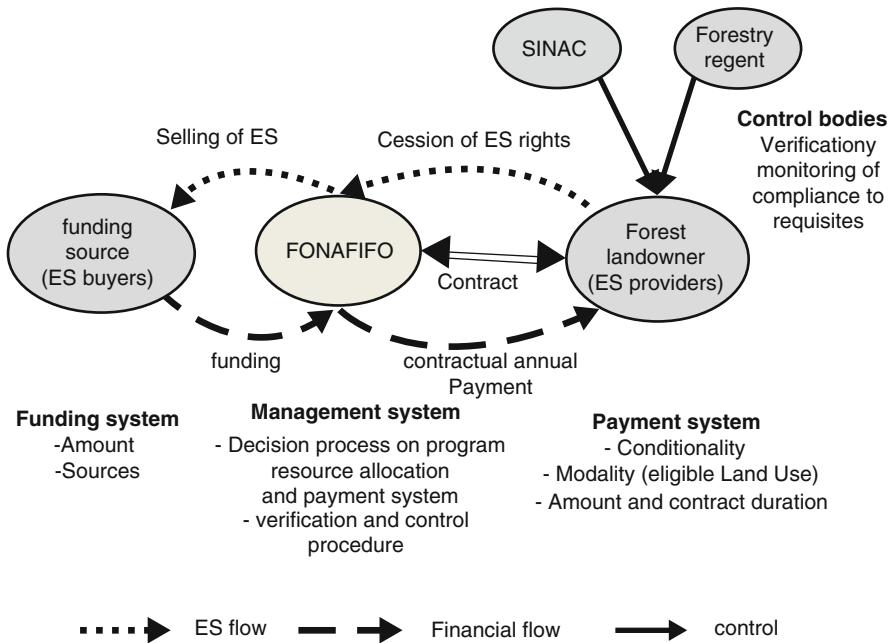 SINAC
Forestry
regent
Control bodies
Verificationy
monitoring of
compliance to
requisites
Selling of ES
Cession of ES rights
funding
source
(ES buyers)
FONAFIFO
Contract
Forest
landowner
(ES providers)
funding
contractual annual
Payment
Funding system
-Amount
-Sources
Management system
- Decision process on program
resource allocation
and payment system
- verification and control
procedure
Payment system
- Conditionality
- Modality (eligible Land Use)
- Amount and contract duration
ES flow
Financial flow
control